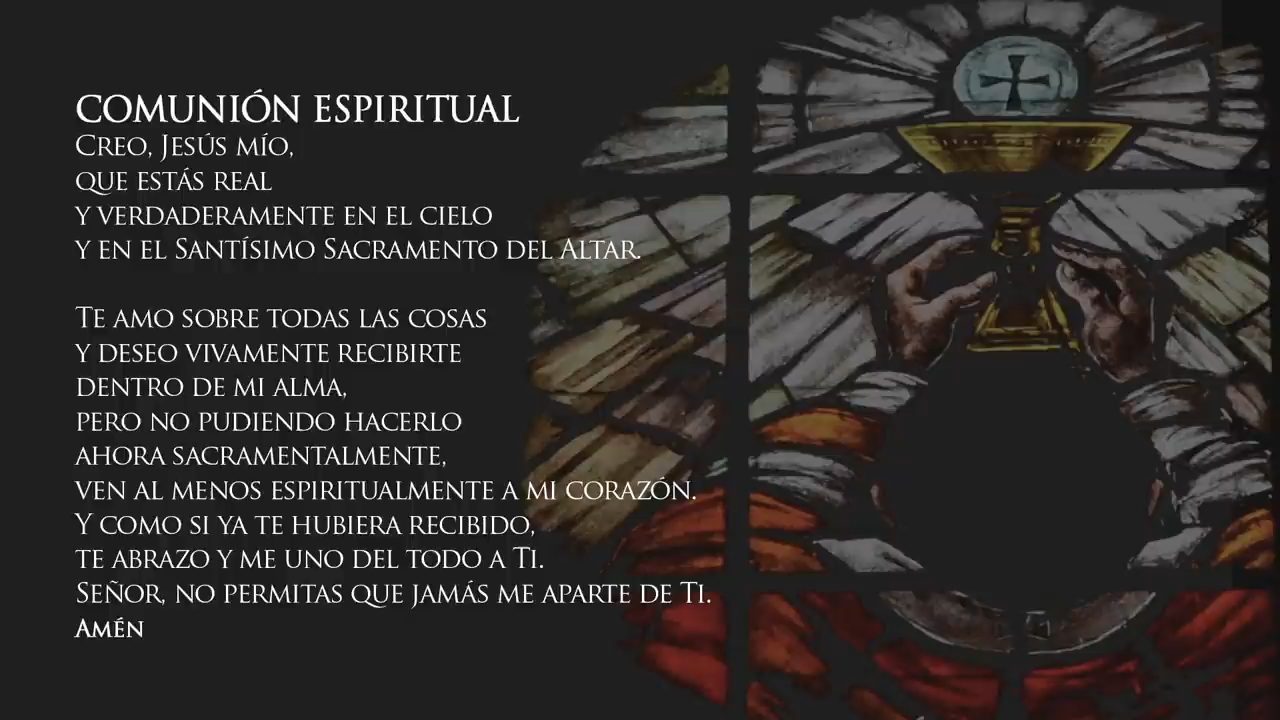 COMUNIÓN ESPIRITUAL
CREO, JESÚS MÍO,
QUE ESTÁS REAL
Y VERDADERAMENTE EN EL CIELO
Y EN EL SANTÍSIMO SACRAMENTO DEL ALTAR.
TE AMO SOBRE TODAS LAS COSAS
Y DESEO VIVAMENTE RECIBIRTE
DENTRO DE MI ALMA,
PERO NO PUDIENDO HACERLO
AHORA SACRAMENTALMENTE,
VEN AL MENOS ESPIRITUALMENTE A MI CORAZÓN.
Y COMO SI YA TE HUBIERA RECIBIDO,
TE ABRAZO Y ME UNO DEL TODO A TI.
SEÑOR, NO PERMITAS QUE JAMÁS ME APARTE DE TI.
AMÉN